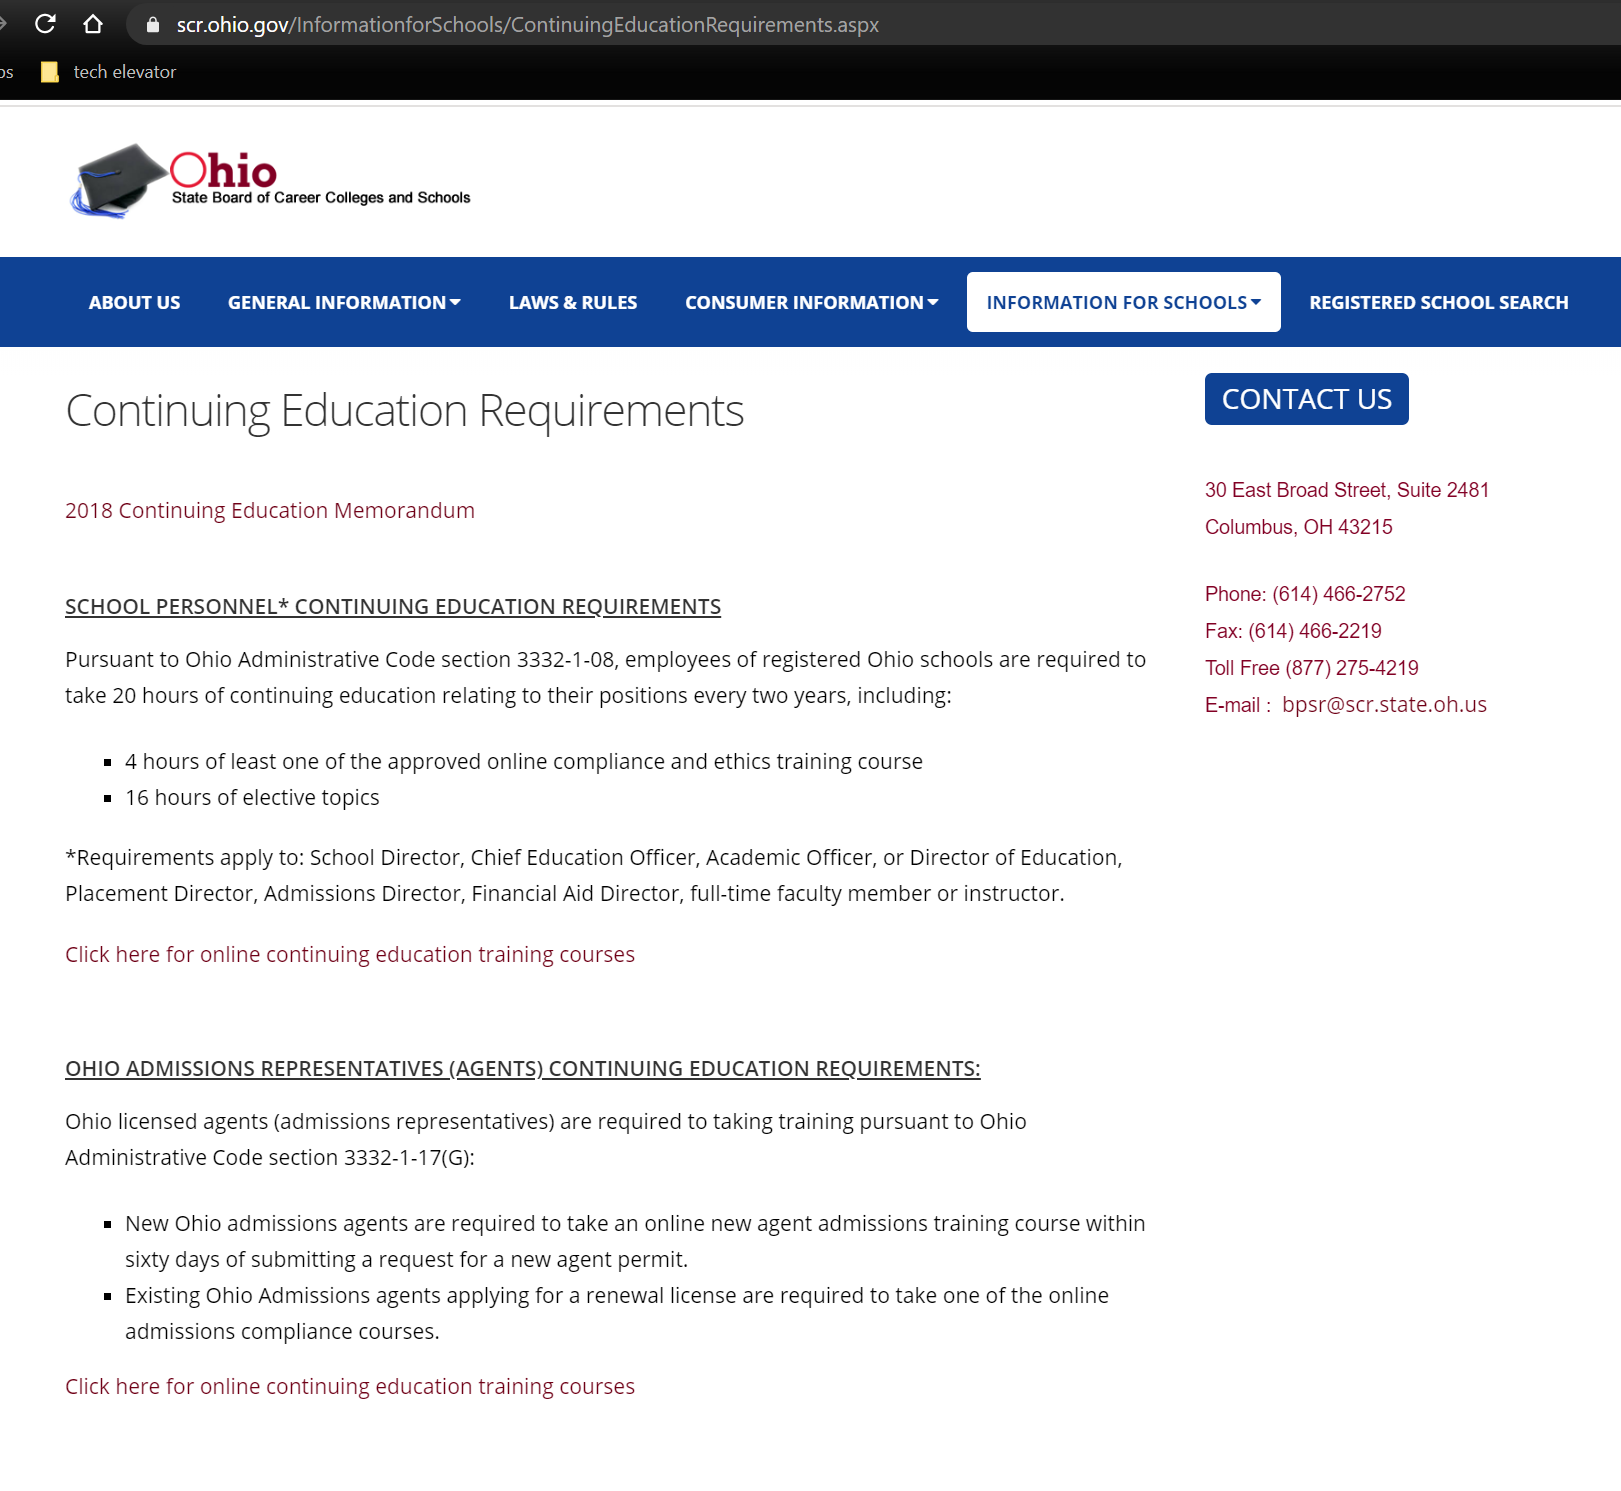 scr.ohio.gov/InformationforSchools/ContinuingEducationRequirements.aspx
os tech elevator
Ohio
State Board of Career Colleges and Schools
ABOUT US GENERAL INFORMATION LAWS & RULES CONSUMER INFORMATION INFORMATION FOR SCHOOLS REGISTERED SCHOOL SEARCH
Continuing Education Requirements
2018 Continuing Education Memorandum
SCHOOL PERSONNEL* CONTINUING EDUCATION REQUIREMENTS
Pursuant to Ohio Administrative Code section 3332-1-08, employees of registered Ohio schools are required to
take 20 hours of continuing education relating to their positions every two years, including:
4 hours of least one of the approved online compliance and ethics training course
16 hours of elective topics
*Requirements apply to: School Director, Chief Education Officer, Academic Officer, or Director of Education,
Placement Director, Admissions Director, Financial Aid Director, full-time faculty member or instructor.
Click here for online continuing education training courses
OHIO ADMISSIONS REPRESENTATIVES (AGENTS) CONTINUING EDUCATION REQUIREMENTS:
Ohio licensed agents (admissions representatives) are required to taking training pursuant to Ohio
Administrative Code section 3332-1-17(G):
New Ohio admissions agents are required to take an online new agent admissions training course within
sixty days of submitting a request for a new agent permit.
Existing Ohio Admissions agents applying for a renewal license are required to take one of the online
admissions compliance courses.
Click here for online continuing education training courses
CONTACT US
30 East Broad Street, Suite 2481
Columbus, OH 43215
Phone: (614) 466-2752
Fax: (614) 466-2219
Toll Free (877) 275-4219
E-mail : bpsr@scr.state.oh.us